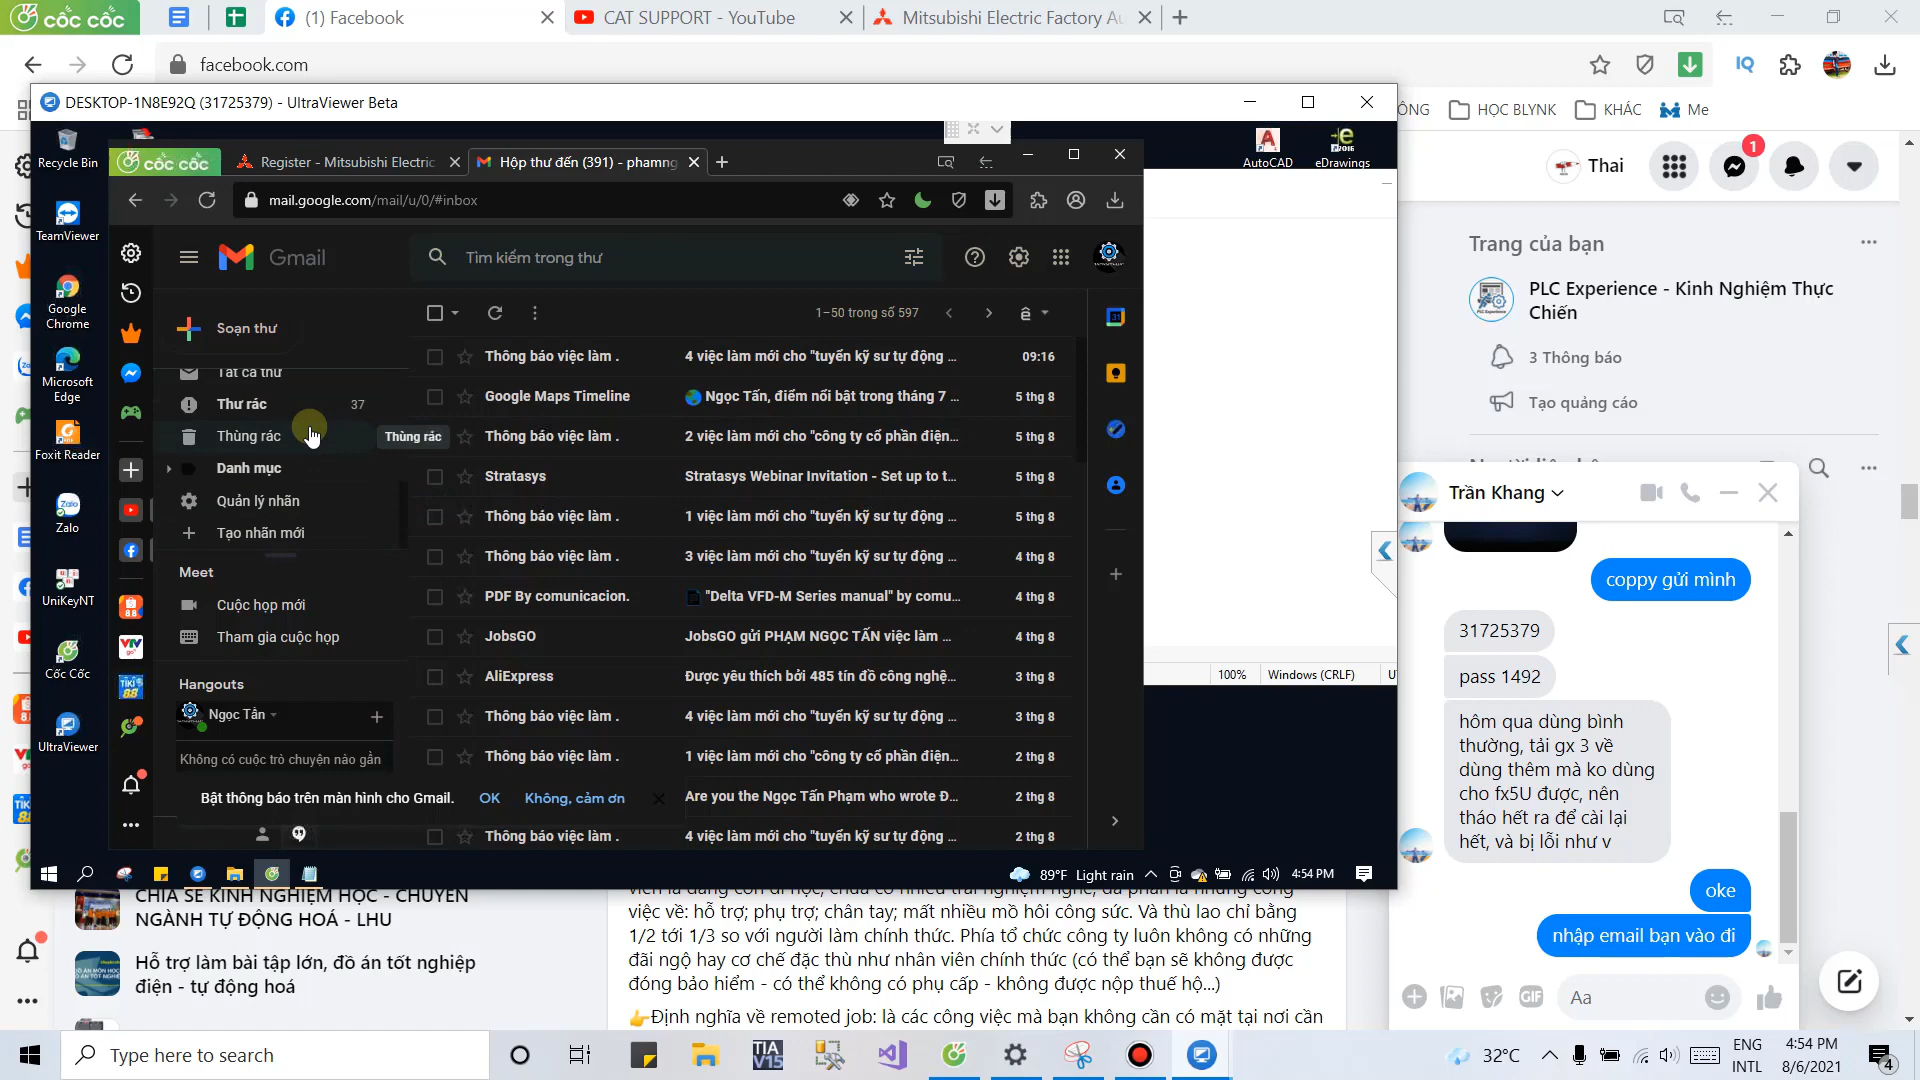 cốc cốc
(1) Facebook
CAT SUPPORT - YouTube
Mitsubishi Electric Factory Au
facebook.com
ÔNG
HỌC BLYNK
KHÁC
Me
DESKTOP-1N8E92Q (31725379) - UltraViewer Beta
Recycle Bin
TeamViewer
Google Chrome
Microsoft Edge
Foxit Reader
Zalo
UniKeyNT
Cốc Cốc
UltraViewer
AutoCAD
eDrawings
cốc cốc
Register - Mitsubishi Electric
Hộp thư đến (391) - phamng
mail.google.com/mail/u/0/#inbox
Gmail
Tìm kiếm trong thư
Soạn thư
Tất cả thư
Thư rác
37
Thùng rác
Thùng rác
Danh mục
Quản lý nhãn
Tạo nhãn mới
Meet
Cuộc họp mới
Tham gia cuộc họp
Hangouts
Ngọc Tấn
Không có cuộc trò chuyện nào gần
Bật thông báo trên màn hình cho Gmail.
OK
Không, cảm ơn
1–50 trong số 597
Thông báo việc làm . 4 việc làm mới cho "tuyển kỹ sư tự động ... 09:16
Google Maps Timeline Ngọc Tấn, điểm nổi bật trong tháng 7 ... 5 thg 8
Thông báo việc làm . 2 việc làm mới cho "công ty cổ phần điện... 5 thg 8
Stratasys Stratasys Webinar Invitation - Set up to t... 5 thg 8
Thông báo việc làm . 1 việc làm mới cho "tuyển kỹ sư tự động ... 5 thg 8
Thông báo việc làm . 3 việc làm mới cho "tuyển kỹ sư tự động ... 4 thg 8
PDF By comunicacion. "Delta VFD-M Series manual" by comu... 4 thg 8
JobsGO JobsGO gửi PHẠM NGỌC TẤN việc làm ... 4 thg 8
AliExpress Được yêu thích bởi 485 tín đồ công nghệ... 3 thg 8
Thông báo việc làm . 4 việc làm mới cho "tuyển kỹ sư tự động ... 3 thg 8
Thông báo việc làm . 1 việc làm mới cho "công ty cổ phần điện... 2 thg 8
Are you the Ngọc Tấn Phạm who wrote Đ... 2 thg 8
Thông báo việc làm . 4 việc làm mới cho "tuyển kỹ sư tự động ... 2 thg 8
100%
Windows (CRLF)
U
89°F Light rain
4:54 PM
Thai
1
Trang của bạn
PLC Experience - Kinh Nghiệm Thực
Chiến
3 Thông báo
Tạo quảng cáo
Trần Khang
coppy gửi mình
31725379
pass 1492
hôm qua dùng bình
thường, tải gx 3 về
dùng thêm mà ko dùng
cho fx5U được, nên
tháo hết ra để cài lại
hết, và bị lỗi như v
oke
nhập email bạn vào đi
Aa
CHIA SẺ KINH NGHIỆM HỌC - CHUYÊN
NGÀNH TỰ ĐỘNG HOÁ - LHU
Hỗ trợ làm bài tập lớn, đồ án tốt nghiệp
điện - tự động hoá
việc về: hỗ trợ; phụ trợ; chân tay; mất nhiều mồ hôi công sức. Và thù lao chỉ bằng
1/2 tới 1/3 so với người làm chính thức. Phía tổ chức công ty luôn không có những
đãi ngộ hay cơ chế đặc thù như nhân viên chính thức (có thể bạn sẽ không được
đóng bảo hiểm - có thể không có phụ cấp - không được nộp thuế hộ...)
Định nghĩa về remoted job: là các công việc mà bạn không cần có mặt tại nơi cần
Type here to search
TIA
V15
32°C
ENG
INTL
4:54 PM
8/6/2021
4